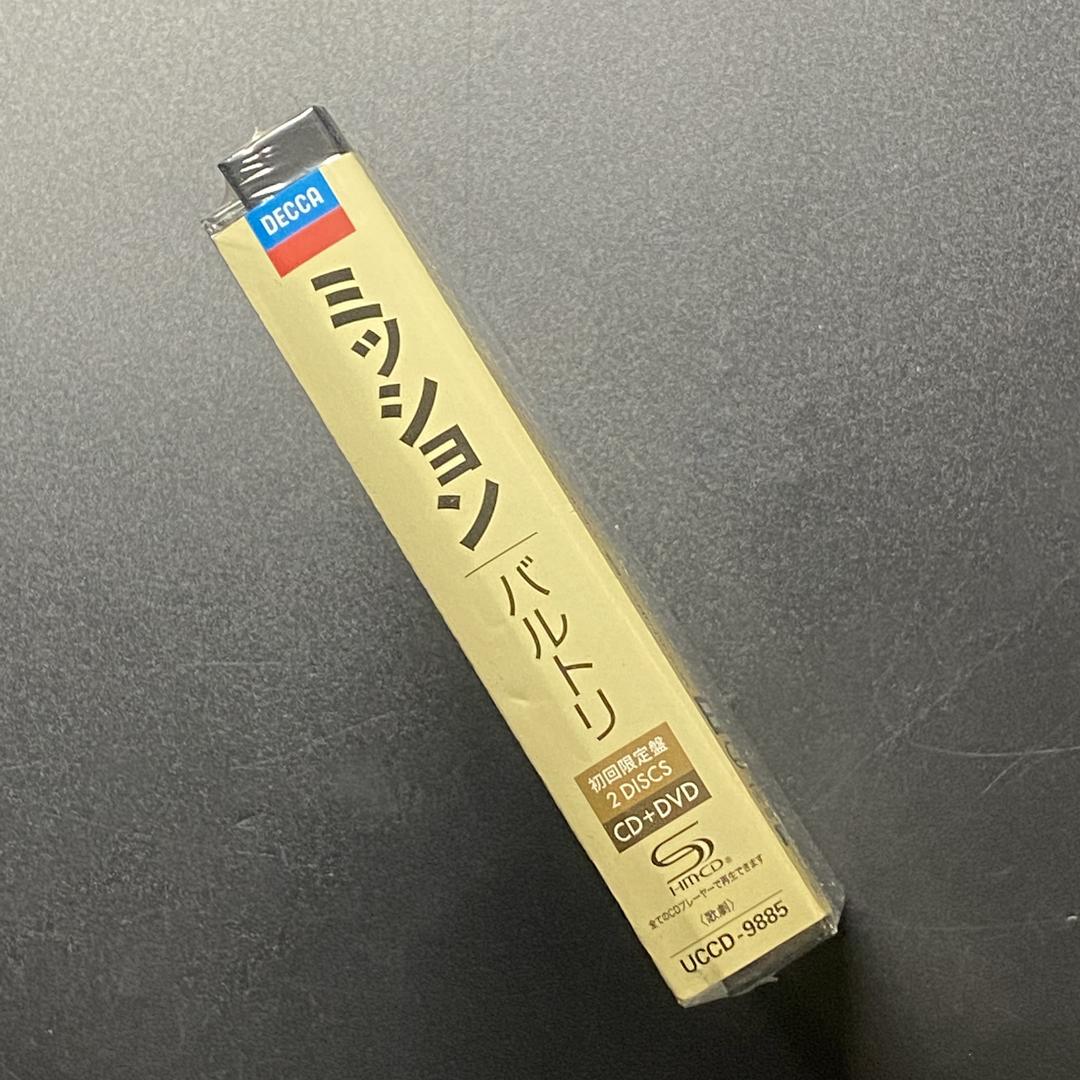 DECCA
ミッション
バルトリ
初回限定盤
2 DISCS
CD+DVD
SHM-CD®
全てのCDプレーヤーで再生できます
〈歌劇〉
UCCD-9885